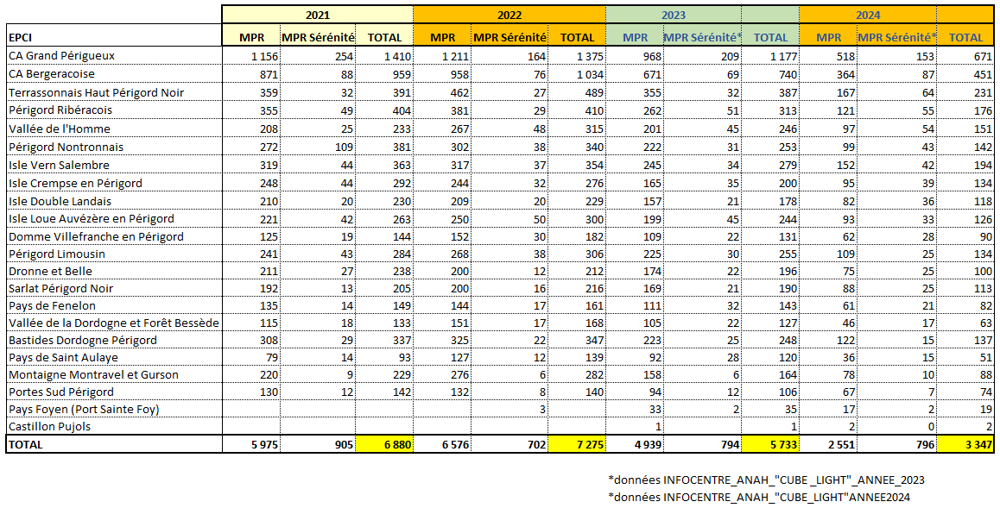 2021 2022 2023 2024
EPCI MPR MPR Sérénité TOTAL MPR MPR Sérénité TOTAL MPR MPR Sérénité* TOTAL MPR MPR Sérénité* TOTAL
CA Grand Périgueux 1 156 254 1 410 1 211 164 1 375 968 209 1 177 518 153 671
CA Bergeracoise 871 88 959 958 76 1 034 671 69 740 364 87 451
Terrassonnais Haut Périgord Noir 359 32 391 462 27 489 355 32 387 167 64 231
Périgord Ribéracois 355 49 404 381 29 410 262 51 313 121 55 176
Vallée de l'Homme 208 25 233 267 48 315 201 45 246 97 54 151
Périgord Nontronnais 272 109 381 302 38 340 222 31 253 99 43 142
Isle Vern Salembre 319 44 363 317 37 354 245 34 279 152 42 194
Isle Crempse en Périgord 248 44 292 244 32 276 165 35 200 95 39 134
Isle Double Landais 210 20 230 209 20 229 157 21 178 82 36 118
Isle Loue Auvézère en Périgord 221 42 263 250 50 300 199 45 244 93 33 126
Domme Villefranche en Périgord 125 19 144 152 30 182 109 22 131 62 28 90
Périgord Limousin 241 43 284 268 38 306 225 30 255 109 25 134
Dronne et Belle 211 27 238 200 12 212 174 22 196 75 25 100
Sarlat Périgord Noir 192 13 205 200 16 216 169 21 190 88 25 113
Pays de Fenelon 135 14 149 144 17 161 111 32 143 61 21 82
Vallée de la Dordogne et Forêt Bessède 115 18 133 151 17 168 105 22 127 46 17 63
Bastides Dordogne Périgord 308 29 337 325 22 347 223 25 248 122 15 137
Pays de Saint Aulaye 79 14 93 127 12 139 92 28 120 36 15 51
Montaigne Montravel et Gurson 220 9 229 276 6 282 158 6 164 78 10 88
Portes Sud Périgord 130 12 142 132 8 140 94 12 106 67 7 74
Pays Foyen (Port Sainte Foy) 3 33 2 35 17 2 19
Castillon Pujols 1 1 2 0 2
TOTAL 5 975 905 6 880 6 576 702 7 275 4 939 794 5 733 2 551 796 3 347
*données INFOCENTRE_ANAH_"CUBE _LIGHT"_ANNEE_2023
*données INFOCENTRE_ANAH_"CUBE_LIGHT"ANNEE2024